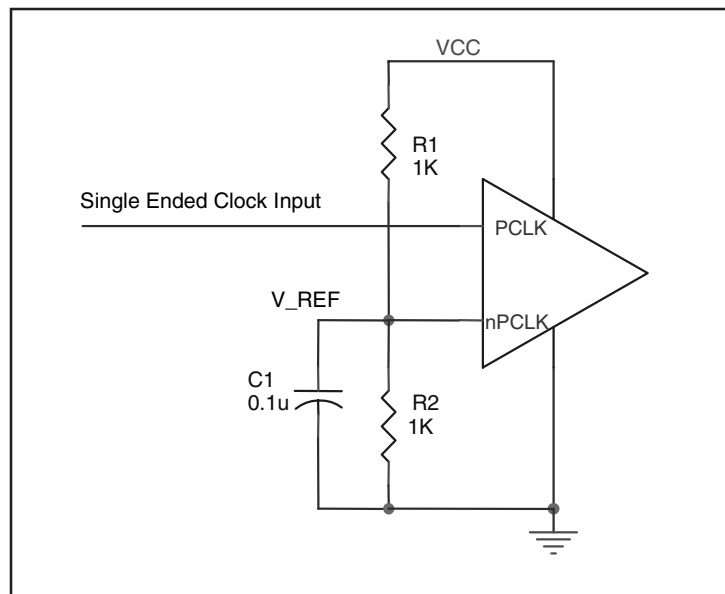 VCC
R1
1K
Single Ended Clock Input
PCLK
V_REF
nPCLK
C1
0.1u
R2
1K